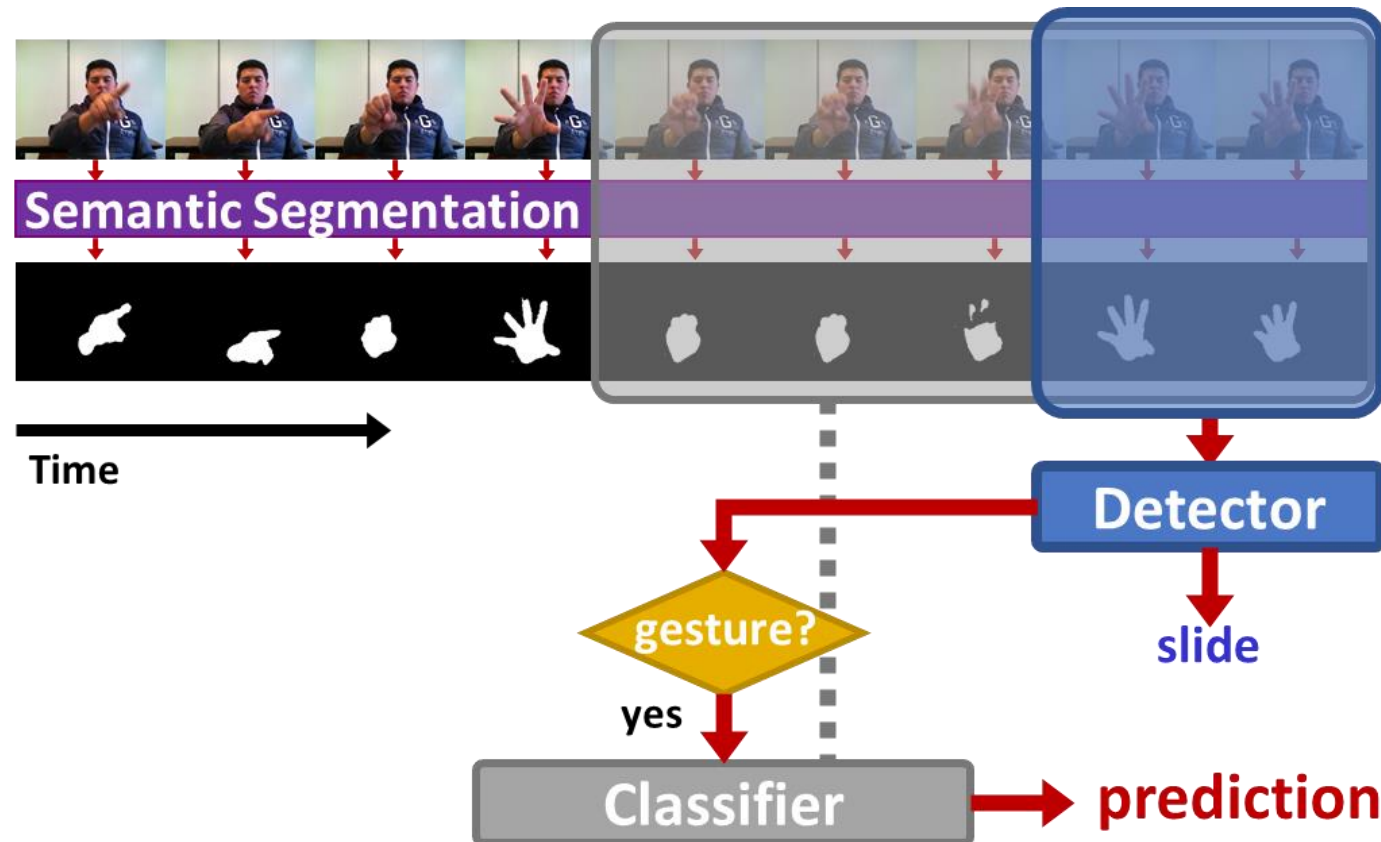 Semantic Segmentation
Time
Detector
gesture?
slide
yes
Classifier
prediction